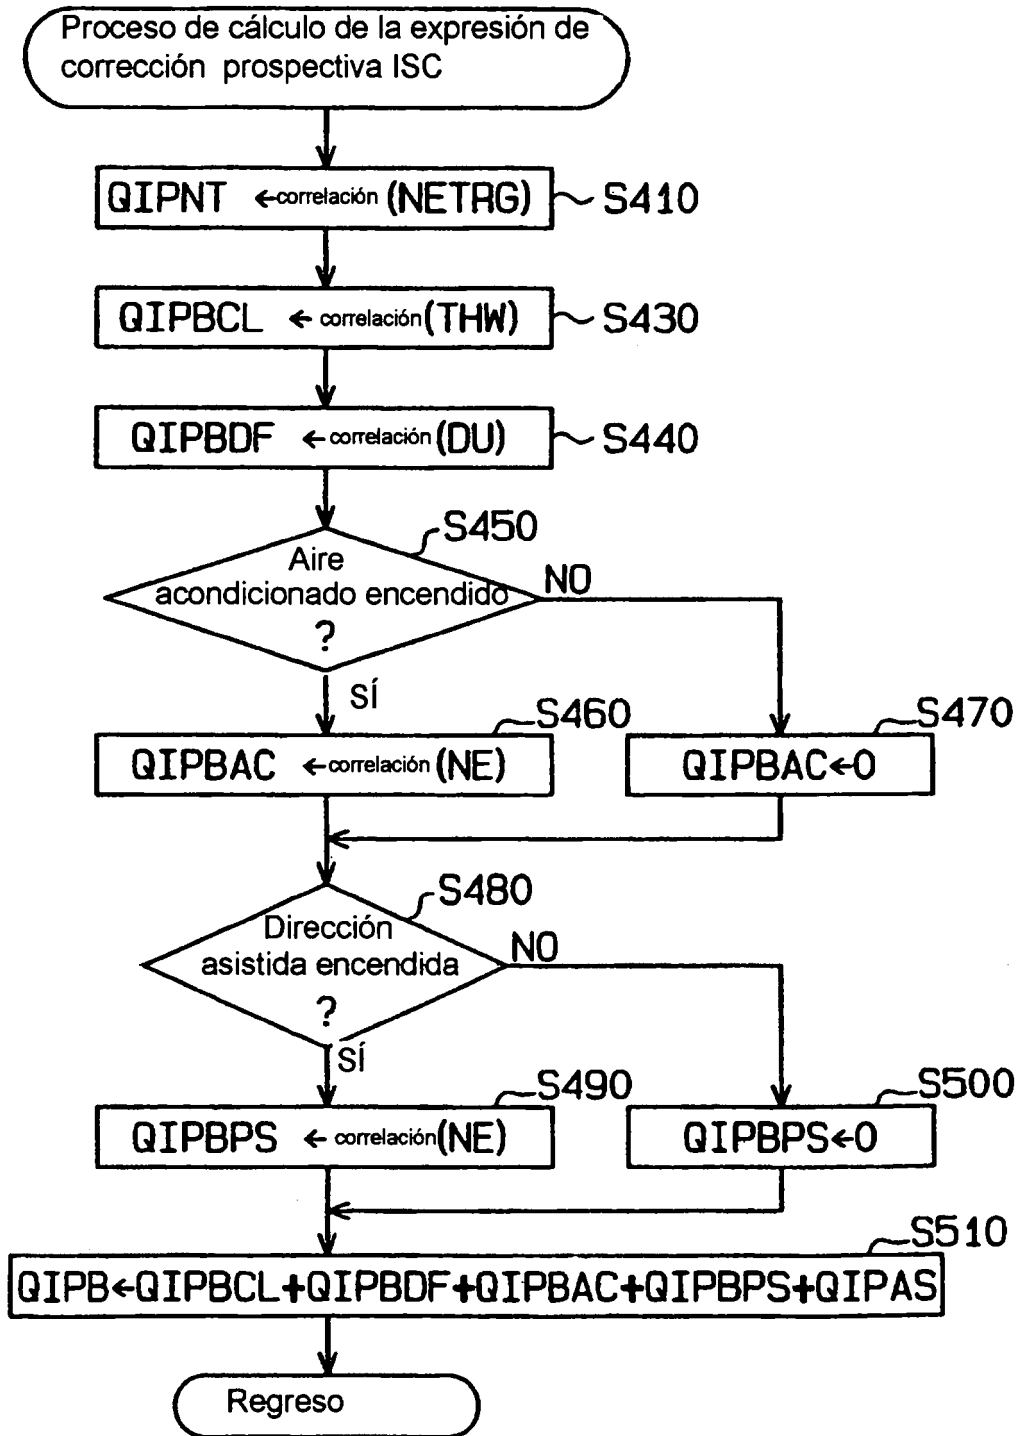 Proceso de cálculo de la expresión de
corrección prospectiva ISC
QIPNT ←correlación (NETRG) S410
QIPBCL ← correlación (THW) S430
QIPBDF ←correlación (DU) S440
S450
Aire
acondicionado encendido
?
NO
SÍ
S460
QIPBAC ←correlación (NE)
S470
QIPBAC←0
S480
Dirección
asistida encendida
?
NO
SÍ
S490
QIPBPS ← correlación (NE)
S500
QIPBPS←0
S510
QIPB←QIPBCL+QIPBDF+QIPBAC+QIPBPS+QIPAS
Regreso